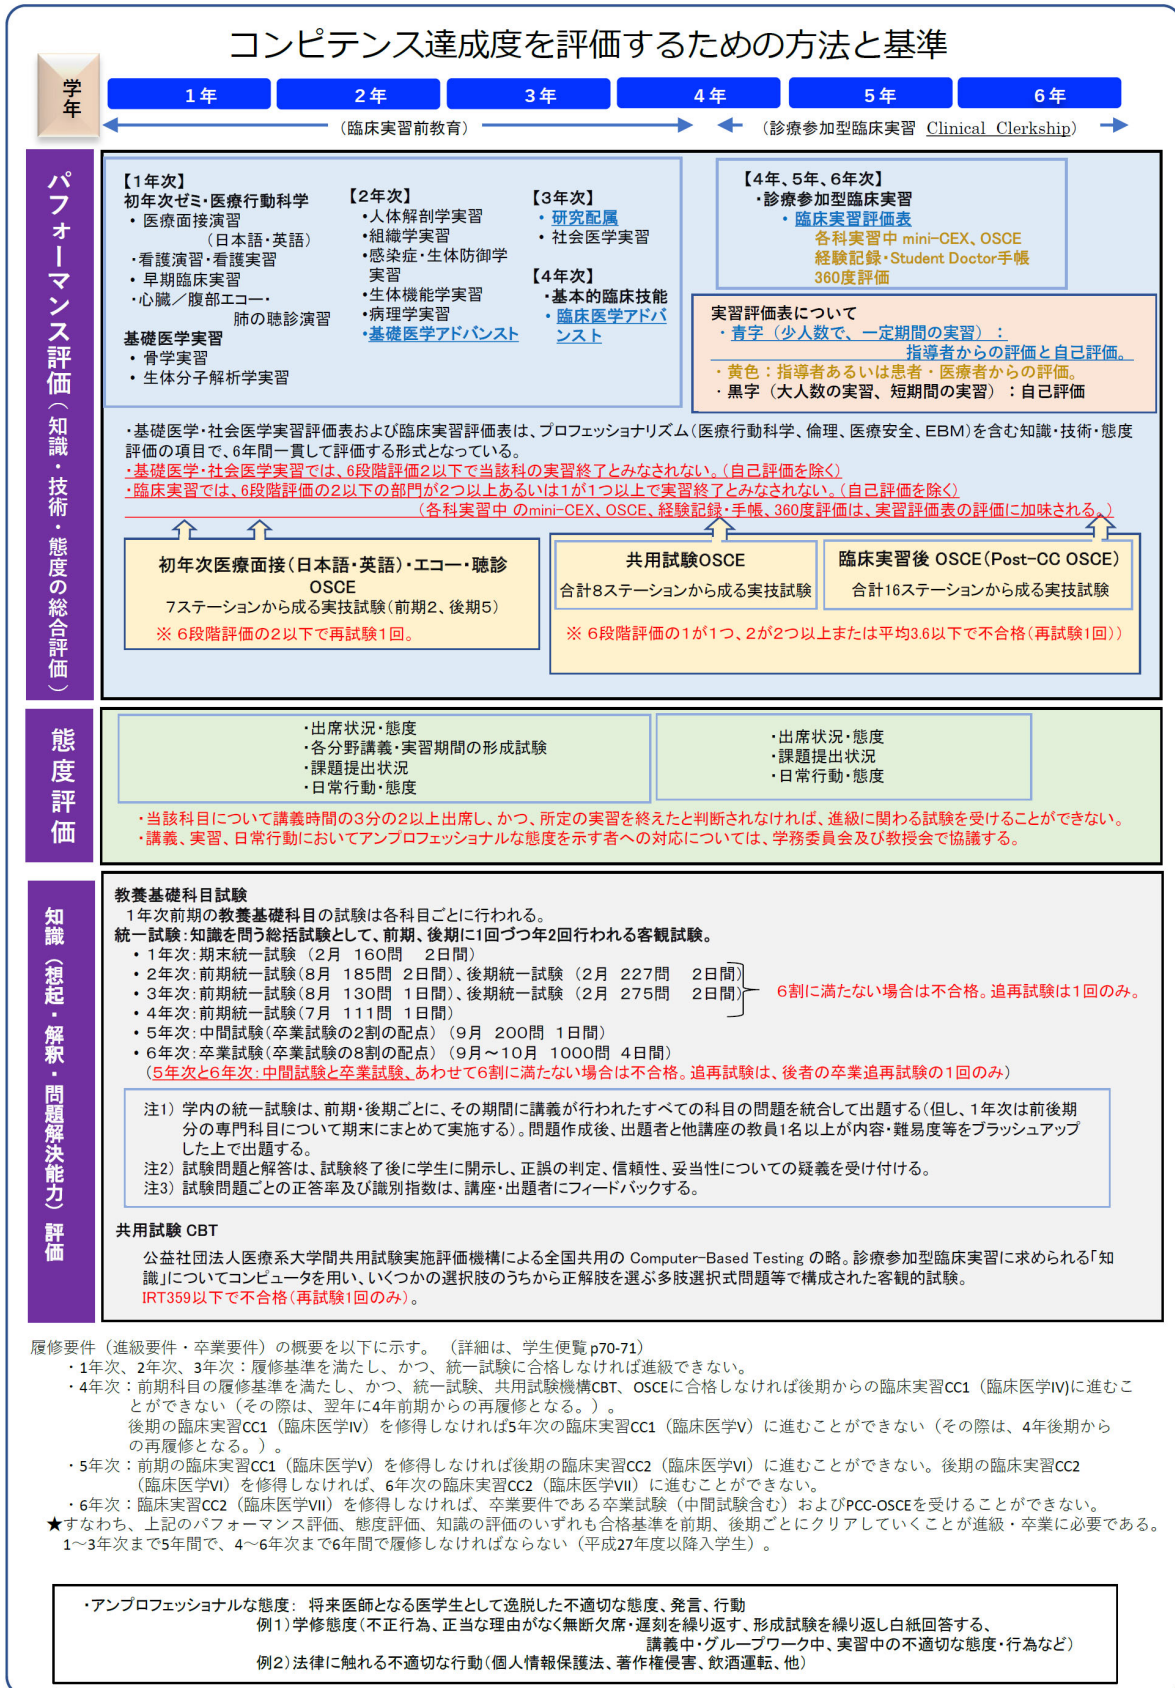 コンピテンス達成度を評価するための方法と基準
学年
1年
2年
3年
4年
5年
6年
(臨床実習前教育)
(診療参加型臨床実習 Clinical Clerkship)
パフォーマンス評価(知識・技術・態度の総合評価)
【1年次】
初年次ゼミ・医療行動科学
・医療面接演習
(日本語・英語)
・看護演習・看護実習
・早期臨床実習
・心臓/腹部エコー・
肺の聴診演習
基礎医学実習
・骨学実習
・生体分子解析学実習
【2年次】
・人体解剖学実習
・組織学実習
・感染症・生体防御学
実習
・生体機能学実習
・病理学実習
・基礎医学アドバンスト
【3年次】
・研究配属
・社会医学実習
【4年次】
・基本的臨床技能
・臨床医学アドバ
ンスト
【4年、5年、6年次】
・診療参加型臨床実習
・臨床実習評価表
各科実習中 mini-CEX、OSCE
経験記録・Student Doctor手帳
360度評価
実習評価表について
・青字(少人数で、一定期間の実習):
指導者からの評価と自己評価。
・黄色:指導者あるいは患者・医療者からの評価。
・黒字(大人数の実習、短期間の実習):自己評価
・基礎医学・社会医学実習評価表および臨床実習評価表は、プロフェッショナリズム(医療行動科学、倫理、医療安全、EBM)を含む知識・技術・態度
評価の項目で、6年間一貫して評価する形式となっている。
・基礎医学・社会医学実習では、6段階評価2以下で当該科の実習終了とみなされない。(自己評価を除く)
・臨床実習では、6段階評価の2以下の部門が2つ以上あるいは1が1つ以上で実習終了とみなされない。(自己評価を除く)
(各科実習中 のmini-CEX、OSCE、経験記録・手帳、360度評価は、実習評価表の評価に加味される。)
初年次医療面接(日本語・英語)・エコー・聴診
OSCE
7ステーションから成る実技試験(前期2、後期5)
※ 6段階評価の2以下で再試験1回。
共用試験OSCE
合計8ステーションから成る実技試験
臨床実習後 OSCE(Post-CC OSCE)
合計16ステーションから成る実技試験
※ 6段階評価の1が1つ、2が2つ以上または平均3.6以下で不合格(再試験1回))
態度評価
・出席状況・態度
・各分野講義・実習期間の形成試験
・課題提出状況
・日常行動・態度
・出席状況・態度
・課題提出状況
・日常行動・態度
・当該科目について講義時間の3分の2以上出席し、かつ、所定の実習を終えたと判断されなければ、進級に関わる試験を受けることができない。
・講義、実習、日常行動においてアンプロフェッショナルな態度を示す者への対応については、学務委員会及び教授会で協議する。
知識(想起・解釈・問題解決能力)評価
教養基礎科目試験
1年次前期の教養基礎科目の試験は各科目ごとに行われる。
統一試験:知識を問う総括試験として、前期、後期に1回づつ年2回行われる客観試験。
・1年次:期末統一試験 (2月 160問 2日間)
・2年次:前期統一試験(8月 185問 2日間)、後期統一試験 (2月 227問 2日間)
・3年次:前期統一試験(8月 130問 1日間)、後期統一試験 (2月 275問 2日間)
・4年次:前期統一試験(7月 111問 1日間)
6割に満たない場合は不合格。追再試験は1回のみ。
・5年次:中間試験(卒業試験の2割の配点) (9月 200問 1日間)
・6年次:卒業試験(卒業試験の8割の配点) (9月~10月 1000問 4日間)
(5年次と6年次:中間試験と卒業試験、あわせて6割に満たない場合は不合格。追再試験は、後者の卒業追再試験の1回のみ)
注1) 学内の統一試験は、前期・後期ごとに、その期間に講義が行われたすべての科目の問題を統合して出題する(但し、1年次は前後期
分の専門科目について期末にまとめて実施する)。問題作成後、出題者と他講座の教員1名以上が内容・難易度等をブラッシュアップ
した上で出題する。
注2) 試験問題と解答は、試験終了後に学生に開示し、正誤の判定、信頼性、妥当性についての疑義を受け付ける。
注3) 試験問題ごとの正答率及び識別指数は、講座・出題者にフィードバックする。
共用試験 CBT
公益社団法人医療系大学間共用試験実施評価機構による全国共用の Computer-Based Testing の略。診療参加型臨床実習に求められる「知
識」についてコンピュータを用い、いくつかの選択肢のうちから正解肢を選ぶ多肢選択式問題等で構成された客観的試験。
IRT359以下で不合格(再試験1回のみ)。
履修要件(進級要件・卒業要件)の概要を以下に示す。 (詳細は、学生便覧 p70-71)
・1年次、2年次、3年次:履修基準を満たし、かつ、統一試験に合格しなければ進級できない。
・4年次:前期科目の履修基準を満たし、かつ、統一試験、共用試験機構CBT、OSCEに合格しなければ後期からの臨床実習CC1(臨床医学IV)に進むこ
とができない(その際は、翌年に4年前期からの再履修となる。)。
後期の臨床実習CC1(臨床医学IV)を修得しなければ5年次の臨床実習CC1(臨床医学V)に進むことができない(その際は、4年後期から
の再履修となる。)。
・5年次:前期の臨床実習CC1(臨床医学V)を修得しなければ後期の臨床実習CC2(臨床医学VI)に進むことができない。後期の臨床実習CC2
(臨床医学VI)を修得しなければ、6年次の臨床実習CC2(臨床医学VII)に進むことができない。
・6年次:臨床実習CC2(臨床医学VII)を修得しなければ、卒業要件である卒業試験(中間試験含む)およびPCC-OSCEを受けることができない。
★すなわち、上記のパフォーマンス評価、態度評価、知識の評価のいずれも合格基準を前期、後期ごとにクリアしていくことが進級・卒業に必要である。
1~3年次まで5年間で、4~6年次まで6年間で履修しなければならない(平成27年度以降入学生)。
・アンプロフェッショナルな態度: 将来医師となる医学生として逸脱した不適切な態度、発言、行動
例1)学修態度(不正行為、正当な理由がなく無断欠席・遅刻を繰り返す、形成試験を繰り返し白紙回答する、
講義中・グループワーク中、実習中の不適切な態度・行為など)
例2)法律に触れる不適切な行動(個人情報保護法、著作権侵害、飲酒運転、他)